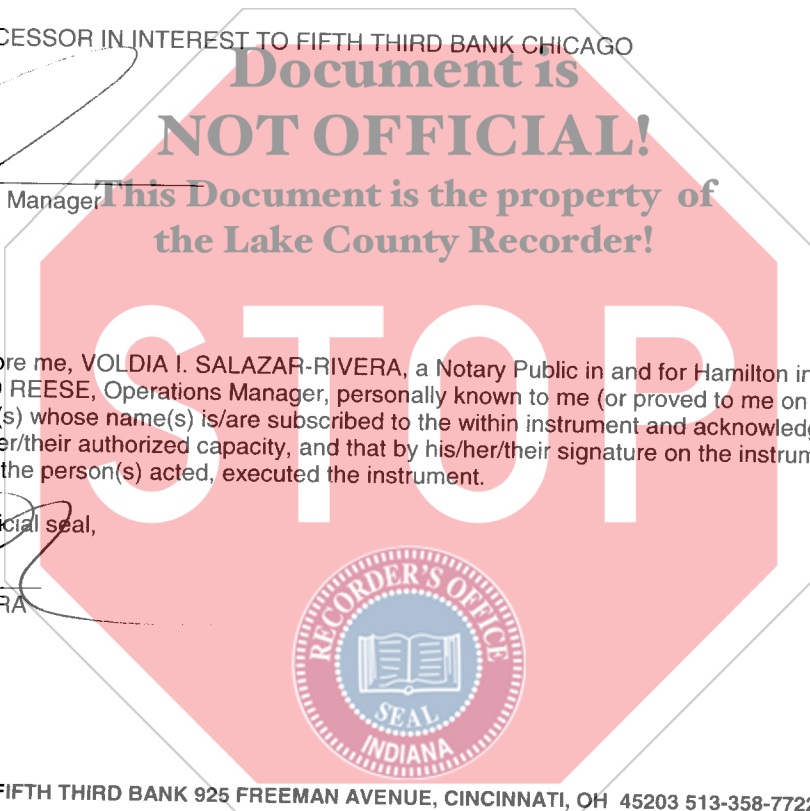 CESSOR IN INTEREST TO FIFTH THIRD BANK CHICAGO
Document is
NOT OFFICIAL!
Manager
This Document is the property of
the Lake County Recorder!
STOP
ore me, VOLDIA I. SALAZAR-RIVERA, a Notary Public in and for Hamilton in
REESE, Operations Manager, personally known to me (or proved to me on
(s) whose name(s) is/are subscribed to the within instrument and acknowledg
er/their authorized capacity, and that by his/her/their signature on the instrum
the person(s) acted, executed the instrument.
icial seal,
RA
RECORDER'S OFFICE
SEAL
INDIANA
FIFTH THIRD BANK 925 FREEMAN AVENUE, CINCINNATI, OH 45203 513-358-7722